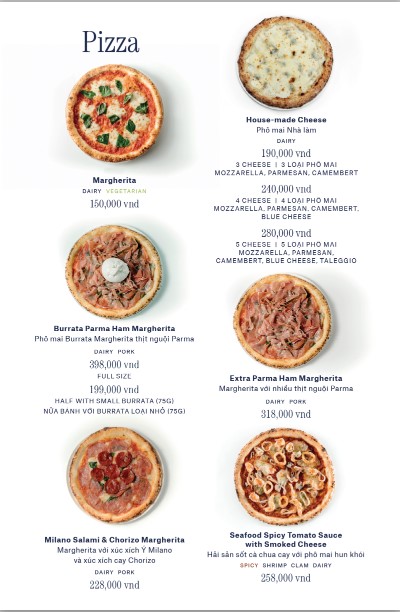 Pizza
Margherita
DAIRY VEGETARIAN
150,000 vnd
Burrata Parma Ham Margherita
Phô mai Burrata Margherita thịt nguội Parma
DAIRY PORK
398,000 vnd
FULL SIZE
199,000 vnd
HALF WITH SMALL BURRATA (75G)
NỬA BÁNH VỚI BURRATA LOẠI NHỎ (75G)
Milano Salami & Chorizo Margherita
Margherita với xúc xích Ý Milano
và xúc xích cay Chorizo
DAIRY PORK
228,000 vnd
House-made Cheese
Phô mai Nhà làm
DAIRY
190,000 vnd
3 CHEESE | 3 LOẠI PHÔ MAI
MOZZARELLA, PARMESAN, CAMEMBERT
240,000 vnd
4 CHEESE | 4 LOẠI PHÔ MAI
MOZZARELLA, PARMESAN, CAMEMBERT,
BLUE CHEESE
280,000 vnd
5 CHEESE | 5 LOẠI PHÔ MAI
MOZZARELLA, PARMESAN,
CAMEMBERT, BLUE CHEESE, TALEGGIO
Extra Parma Ham Margherita
Margherita với nhiều thịt nguội Parma
DAIRY PORK
318,000 vnd
Seafood Spicy Tomato Sauce
with Smoked Cheese
Hải sản sốt cà chua cay với phô mai hun khói
SPICY SHRIMP CLAM DAIRY
258,000 vnd